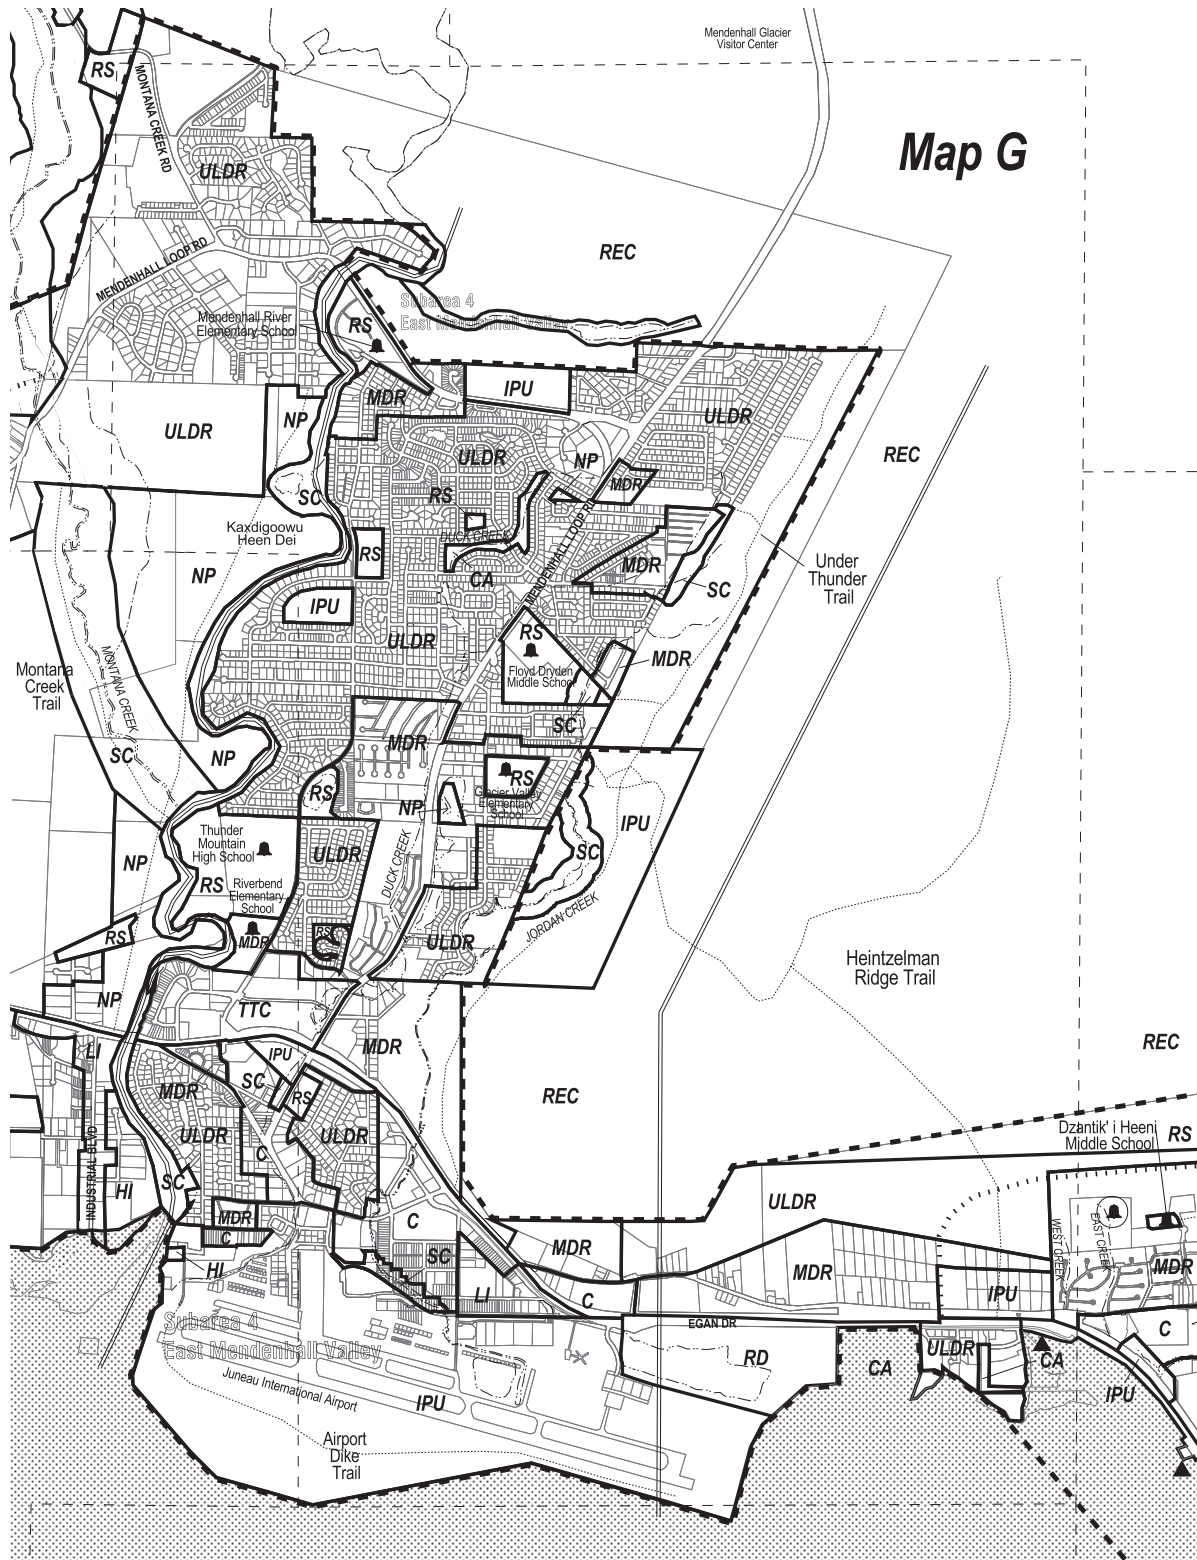 Mendenhall Glacier
Visitor Center
RS
MONTANA CREEK RD
Map G
ULDR
REC
MENDENHALL LOOP RD
Subarea 4
East Mendenhall Valley
Mendenhall River
Elementary School
RS
MDR
IPU
ULDR
NP
ULDR
REC
ULDR
NP
MDR
SC
RS
Kaxdigoowu
Heen Dei
DUCK CREEK
MENDENHALL LOOP RD
RS
MDR
Under
Thunder
Trail
NP
CA
SC
IPU
ULDR
RS
MDR
Floyd Dryden
Middle School
Montana
Creek
Trail
MONTANA CREEK
SC
MDR
SC
NP
RS
RS
NP
Glacier Valley
Elementary
School
IPU
Thunder
Mountain
High School
ULDR
DUCK CREEK
SC
NP
RS
Riverbend
Elementary
School
JORDAN CREEK
RS
RS
MDR
ULDR
Heintzelman
Ridge Trail
NP
TTC
LI
IPU
MDR
REC
SC
MDR
RS
REC
ULDR
ULDR
C
Dzantik' i Heeni
Middle School
RS
INDUSTRIAL BLVD
HI
SC
ULDR
MDR
C
C
WEST CREEK
EAST CREEK
HI
SC
MDR
MDR
MDR
LI
C
IPU
Subarea 4
East Mendenhall Valley
EGAN DR
C
RD
CA
ULDR
CA
IPU
Juneau International Airport
IPU
Airport
Dike
Trail